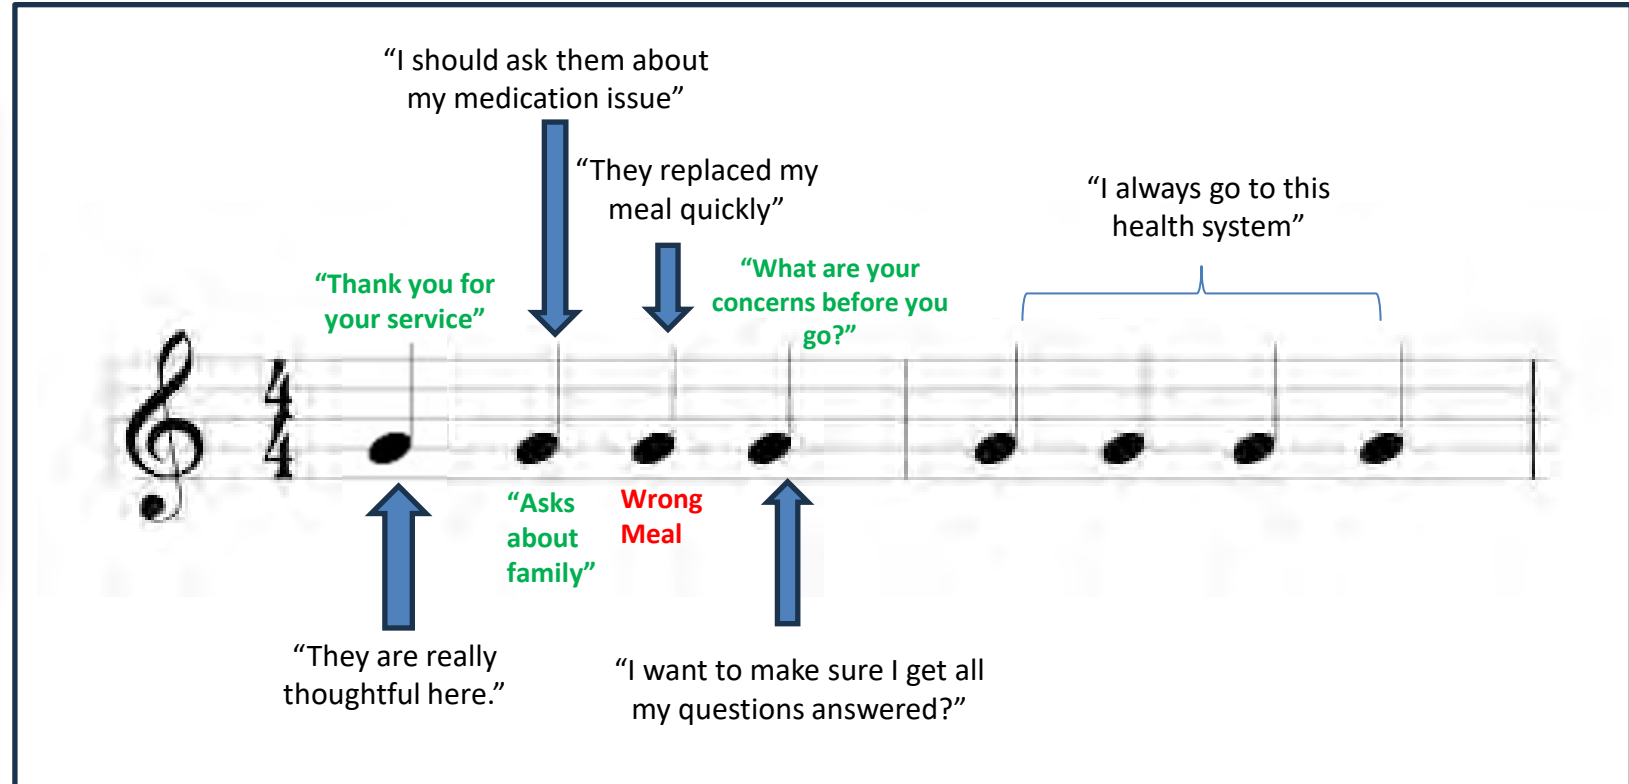 “I should ask them about
my medication issue”
“They replaced my
meal quickly”
“I always go to this
health system”
“Thank you for
your service”
“What are your
concerns before you
go?”
4
4
“Asks
about
family”
Wrong
Meal
“They are really
thoughtful here.”
“I want to make sure I get all
my questions answered?”